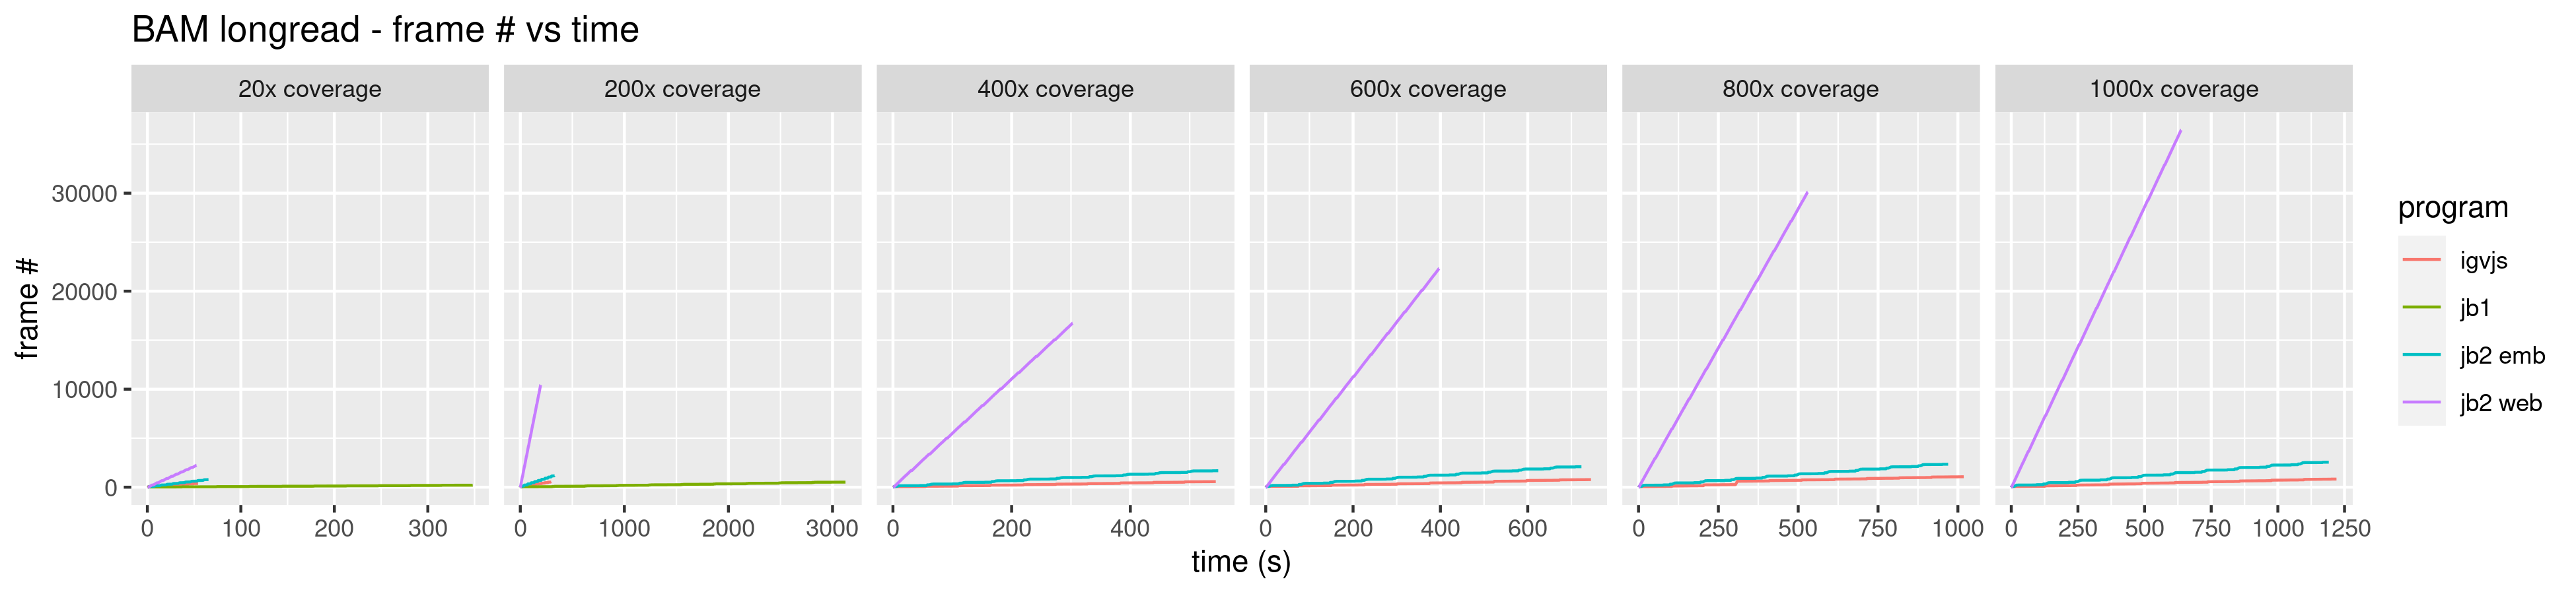 BAM longread - frame # vs time
20x coverage
200x coverage
400x coverage
600x coverage
800x coverage
1000x coverage
frame #
30000
20000
10000
0
0 100 200 300
0 1000 2000 3000
0 200 400
0 200 400 600
0 250 500 750 1000
0 250 500 750 1000 1250
time (s)
program
igvjs
jb1
jb2 emb
jb2 web